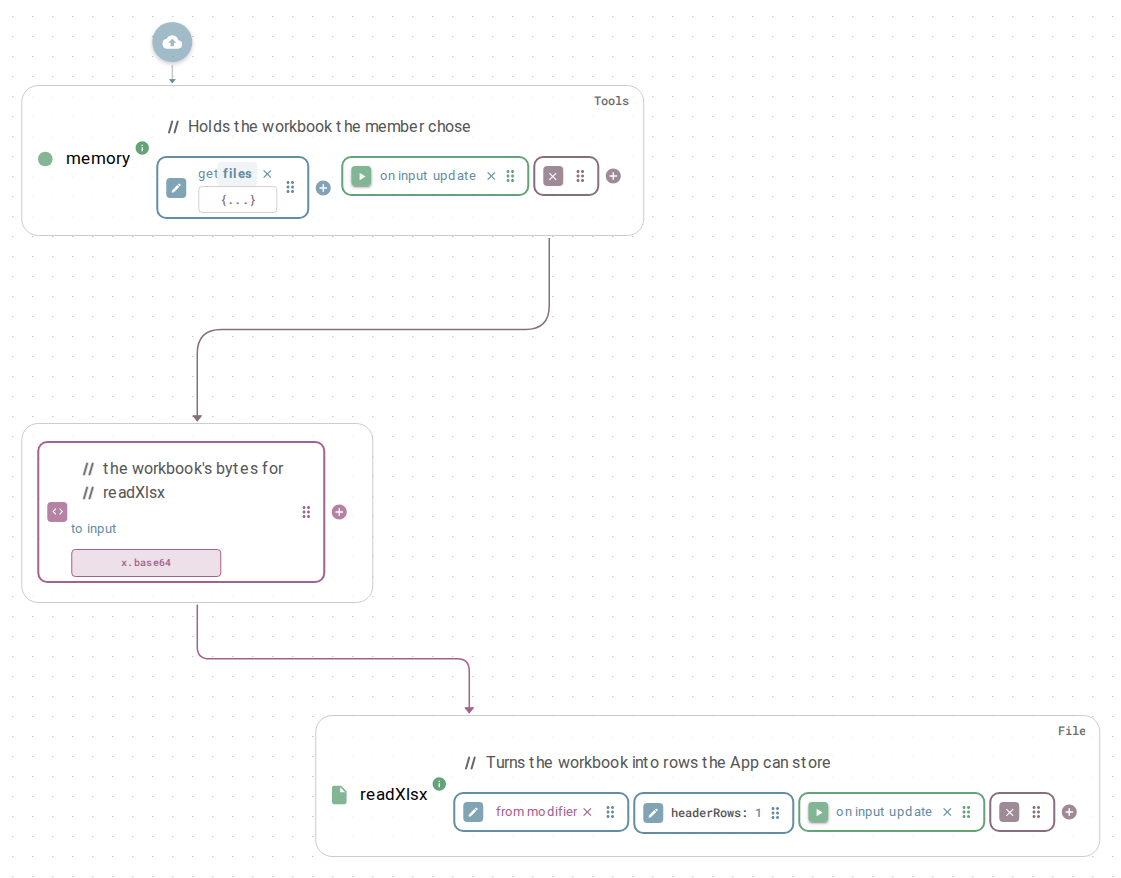 Tools
// Holds the workbook the member chose
memory
get files
{...}
on input update
// the workbook's bytes for
// readXlsx
to input
x.base64
File
// Turns the workbook into rows the App can store
readXlsx
from modifier
headerRows: 1
on input update